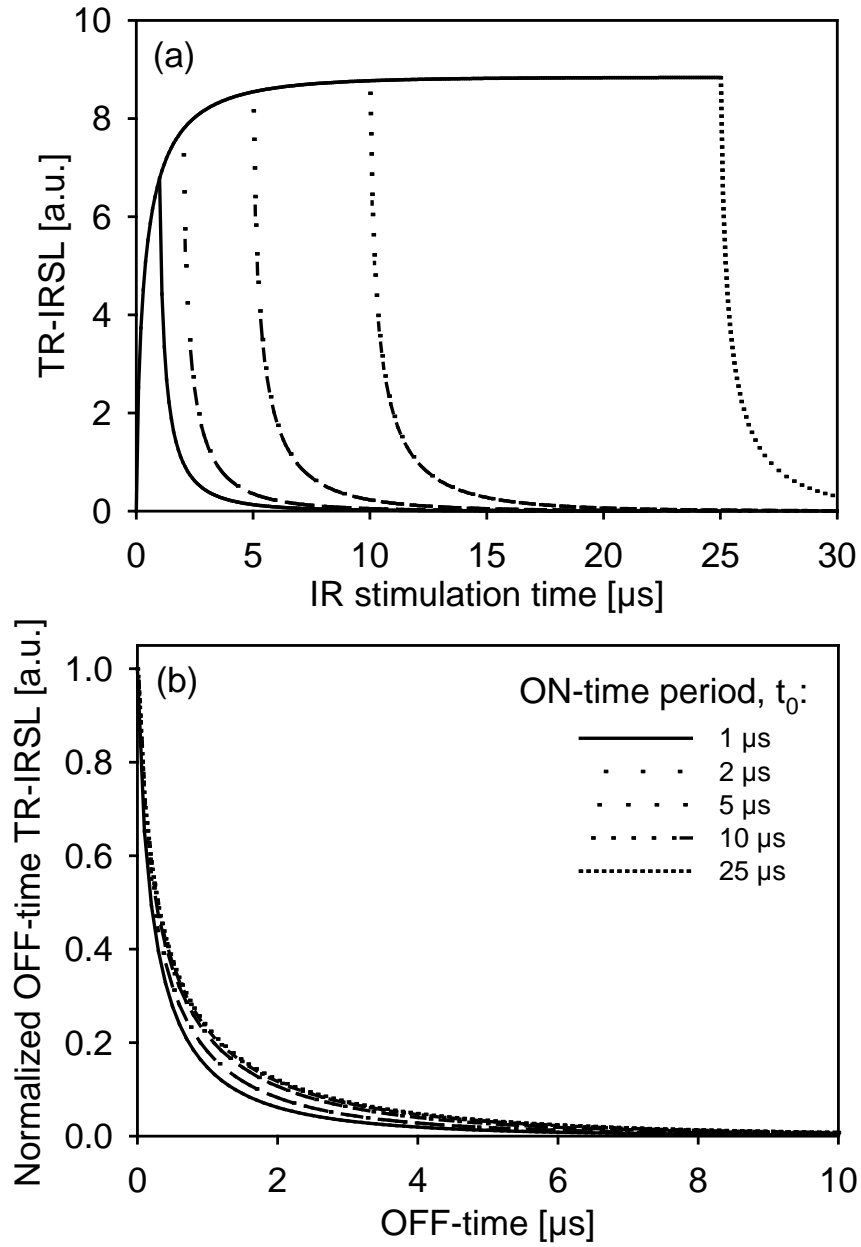 (a)
TR-IRSL [a.u.]
10
8
6
4
2
0
0 5 10 15 20 25 30
IR stimulation time [µs]
(b)
Normalized OFF-time TR-IRSL [a.u.]
1.0
0.8
0.6
0.4
0.2
0.0
ON-time period, t0:
1 µs
2 µs
5 µs
10 µs
25 µs
0 2 4 6 8 10
OFF-time [µs]